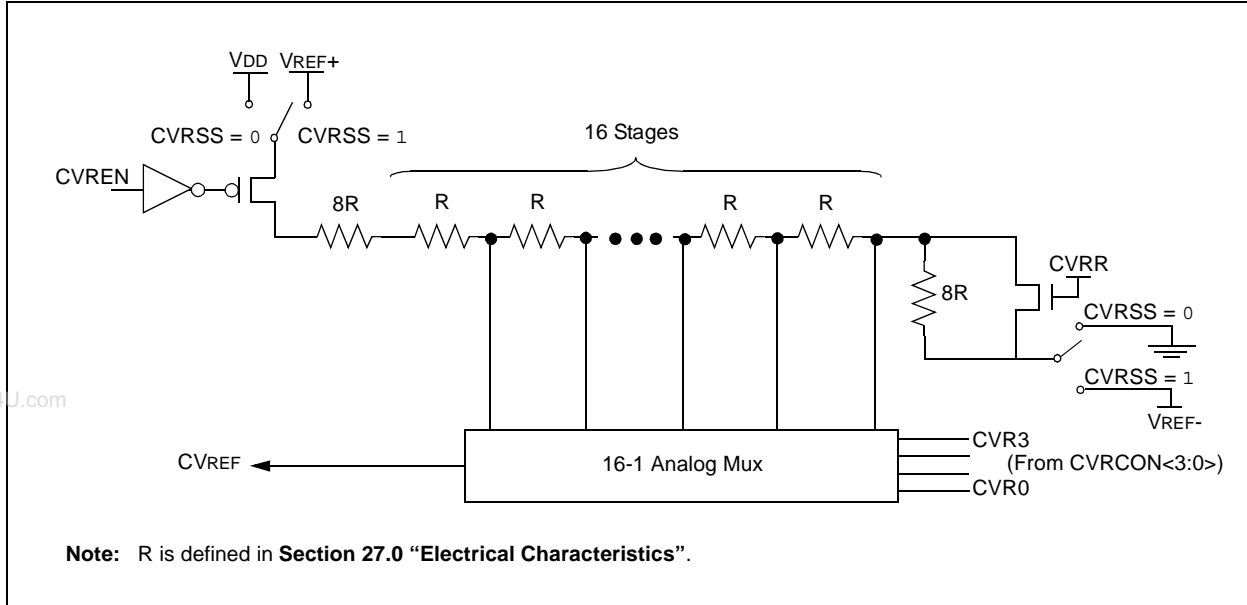 VDD VREF+
CVRSS = 0 CVRSS = 1
16 Stages
CVREN
8R R R R R
CVRR
8R
CVRSS = 0
CVRSS = 1
VREF-
U.com
CVREF
16-1 Analog Mux
CVR3
(From CVRCON<3:0>)
CVR0
Note: R is defined in Section 27.0 “Electrical Characteristics”.